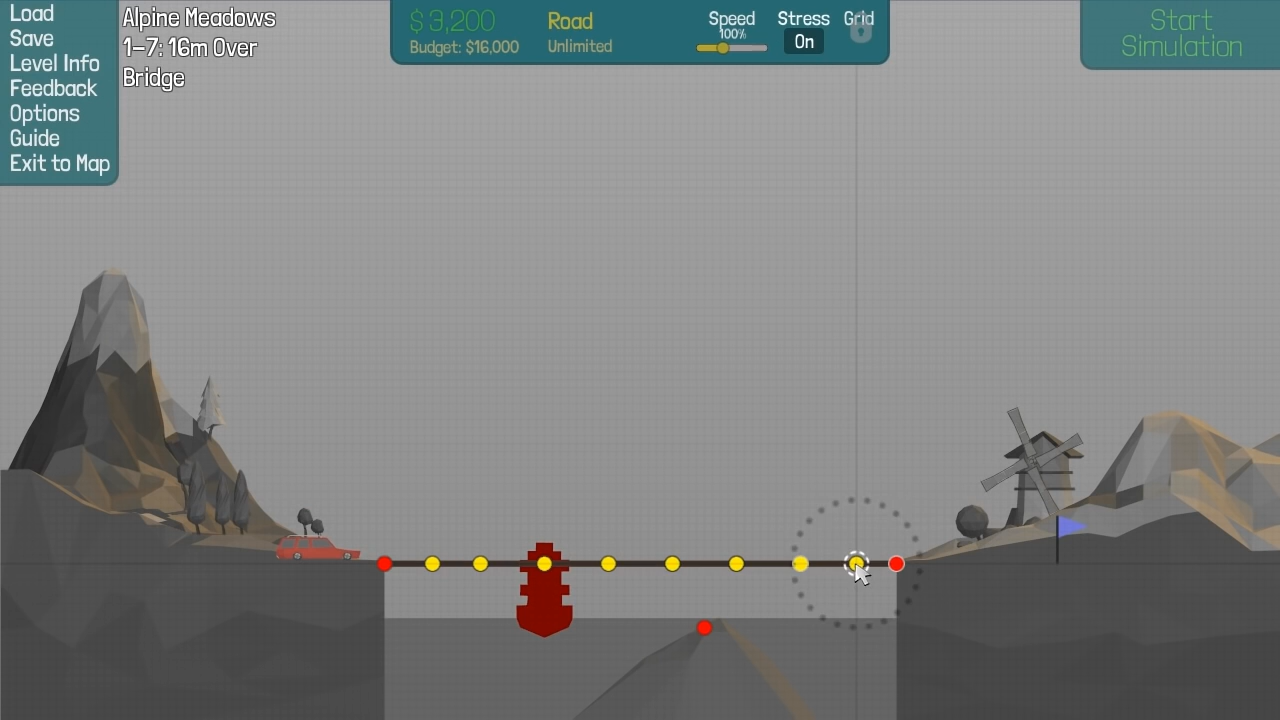 Load
Save
Level Info
Feedback
Options
Guide
Exit to Map
Alpine Meadows
1-7: 16m Over
Bridge
$3,200
Budget: $16,000
Road
Unlimited
Speed
100%
Stress
On
Grid
Start
Simulation